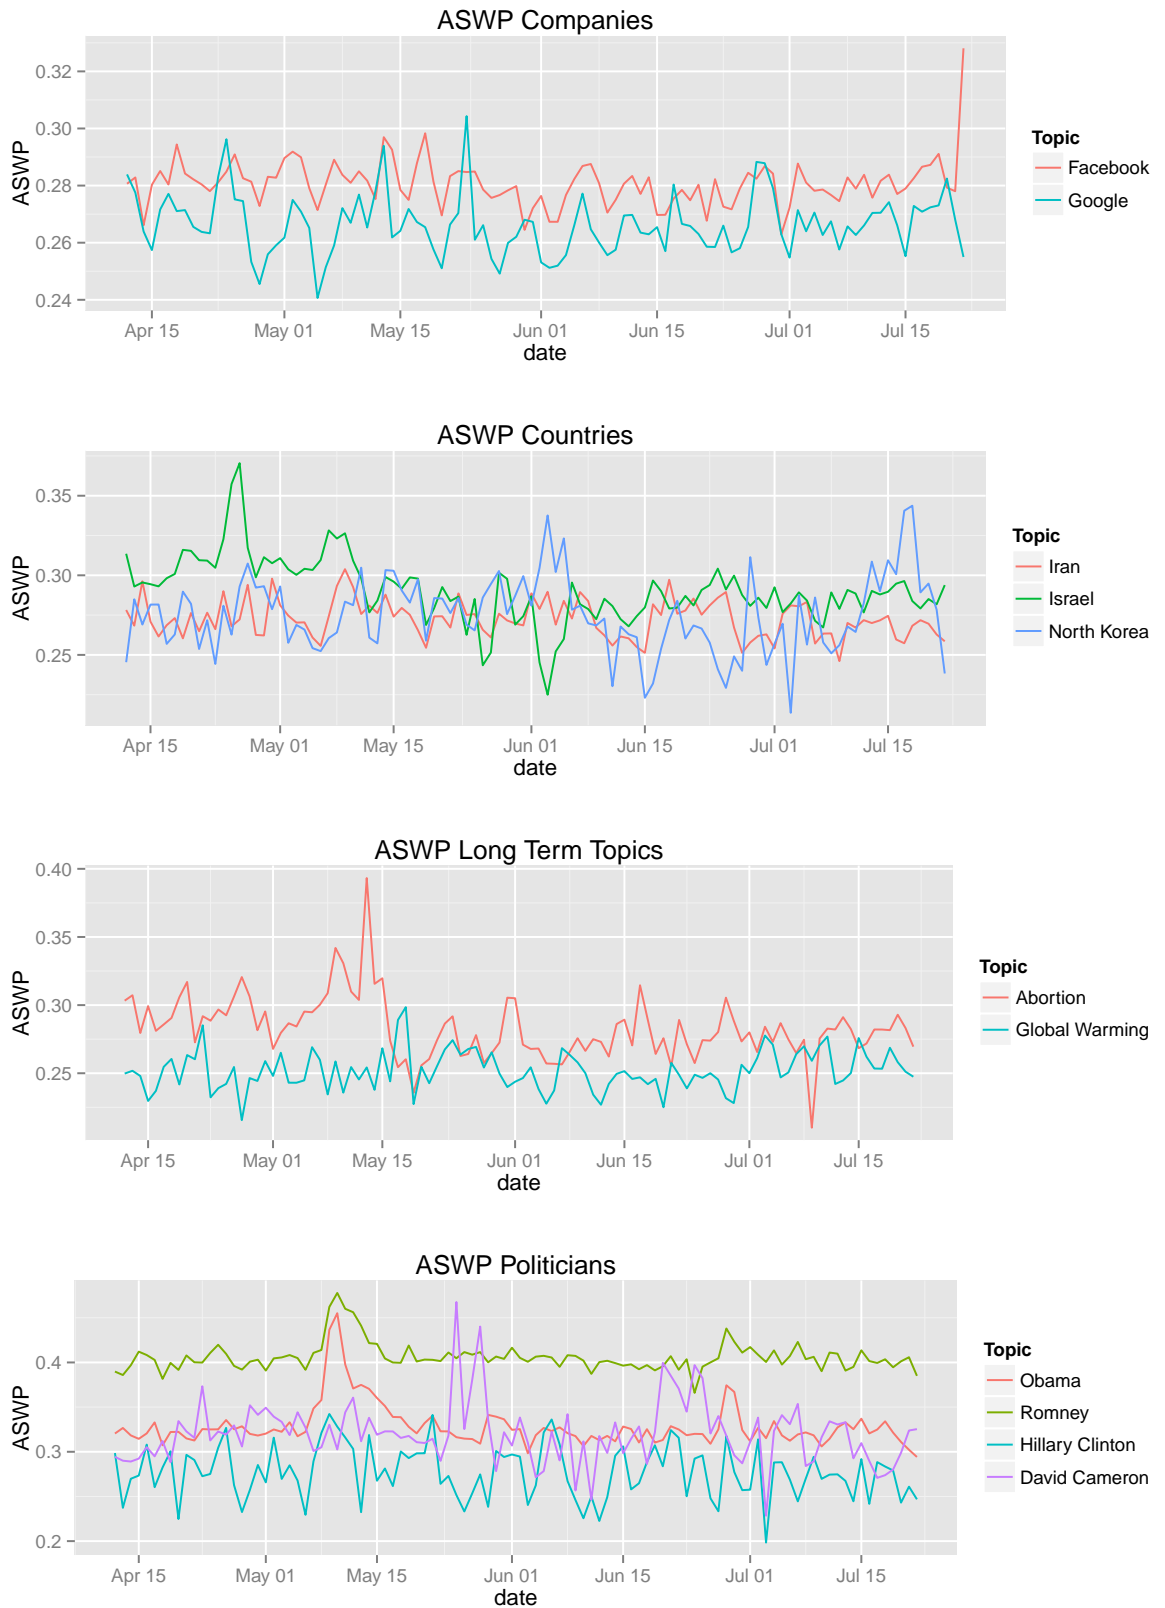 ASWP Companies
0.32
0.30
0.28
0.26
0.24
ASWP
Apr 15
May 01
May 15
Jun 01
Jun 15
Jul 01
Jul 15
date
Topic
Facebook
Google
ASWP Countries
0.35
0.30
0.25
ASWP
Apr 15
May 01
May 15
Jun 01
Jun 15
Jul 01
Jul 15
date
Topic
Iran
Israel
North Korea
ASWP Long Term Topics
0.40
0.35
0.30
0.25
ASWP
Apr 15
May 01
May 15
Jun 01
Jun 15
Jul 01
Jul 15
date
Topic
Abortion
Global Warming
ASWP Politicians
0.4
0.3
0.2
ASWP
Apr 15
May 01
May 15
Jun 01
Jun 15
Jul 01
Jul 15
date
Topic
Obama
Romney
Hillary Clinton
David Cameron